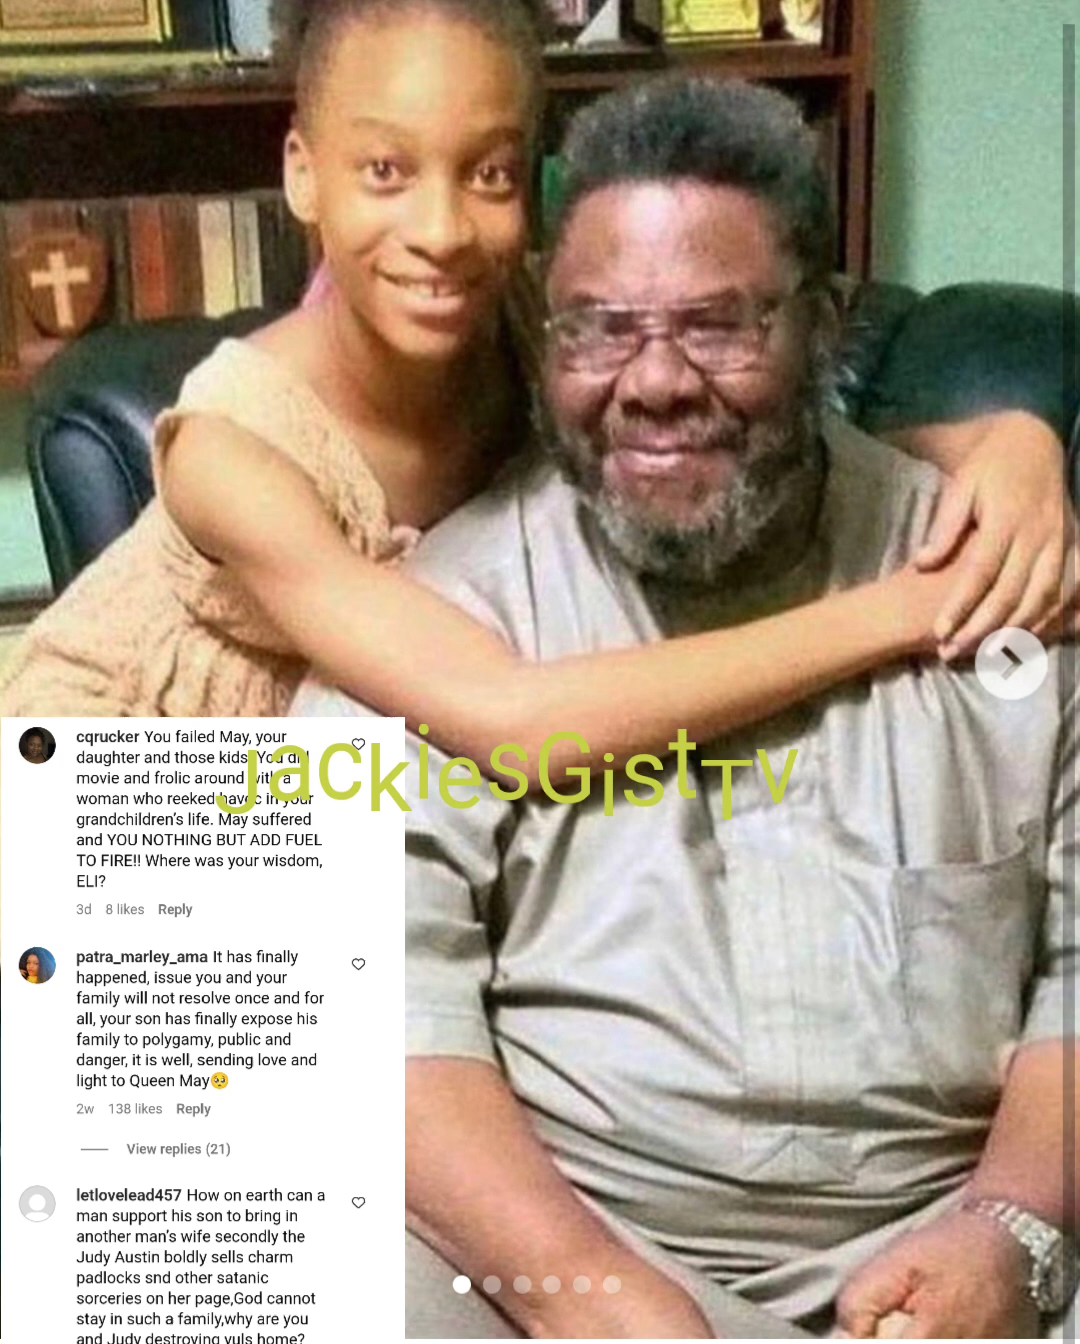 JackiesGistTv
cqrucker You failed May, your
daughter and those kids. You did
movie and frolic around with a
woman who reeked havoc in your
grandchildren's life. May suffered
and YOU NOTHING BUT ADD FUEL
TO FIRE!! Where was your wisdom,
ELI?
3d 8 likes Reply
patra_marley_ama It has finally
happened, issue you and your
family will not resolve once and for
all, your son has finally expose his
family to polygamy, public and
danger, it is well, sending love and
light to Queen May🥺
2w 138 likes Reply
View replies (21)
letlovelead457 How on earth can a
man support his son to bring in
another man's wife secondly the
Judy Austin boldly sells charm
padlocks snd other satanic
sorceries on her page,God cannot
stay in such a family,why are you
and Judy destroying yuls home?